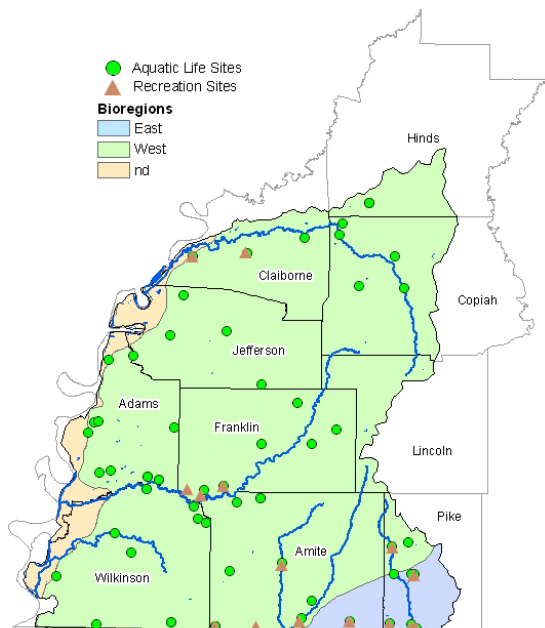 Aquatic Life Sites
Recreation Sites
Bioregions
East
West
nd
Hinds
Claiborne
Copiah
Jefferson
Adams
Franklin
Lincoln
Pike
Amite
Wilkinson